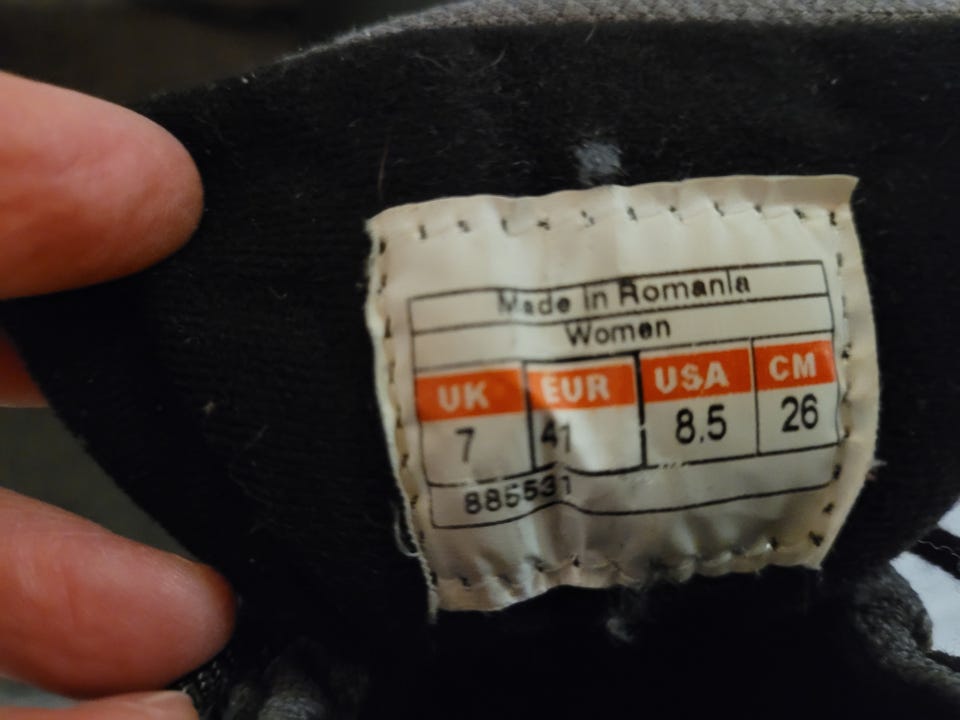 Made in Romania
Women
UK EUR USA CM
7 41 8.5 26
885531